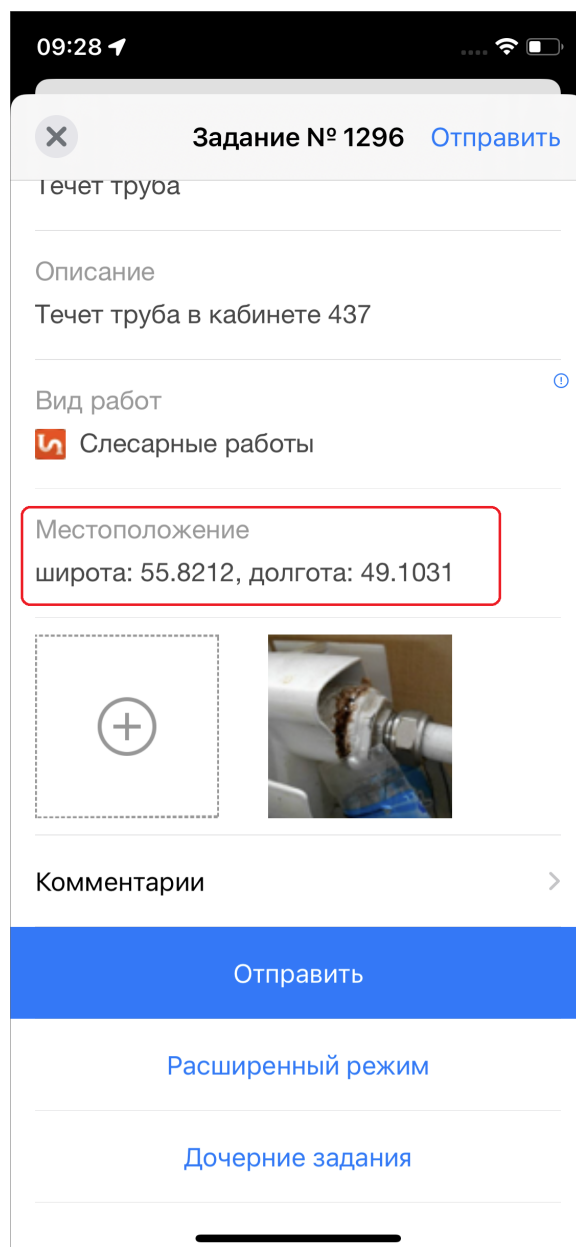 09:28
Задание № 1296
Отправить
Течет труба
Описание
Течет труба в кабинете 437
Вид работ
Слесарные работы
Местоположение
широта: 55.8212, долгота: 49.1031
Комментарии
Отправить
Расширенный режим
Дочерние задания